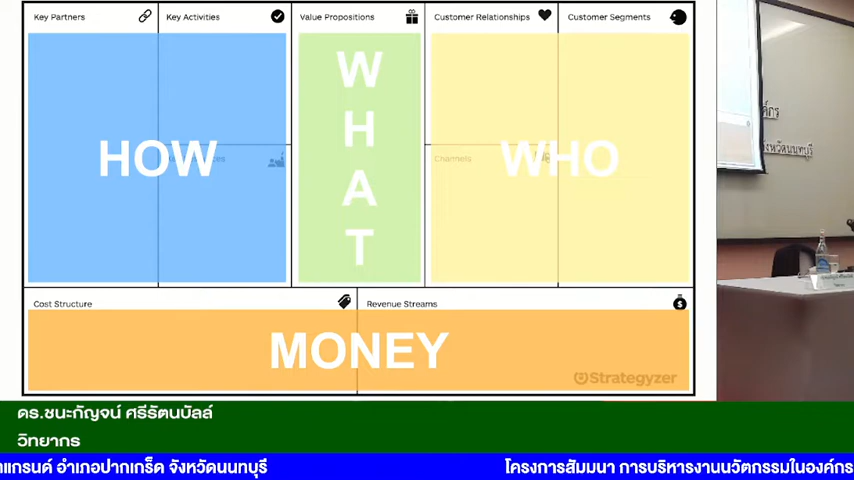 Key Partners
Key Activities
Value Propositions
Customer Relationships
Customer Segments
HOW
WHAT
Channels
WHO
Cost Structure
Revenue Streams
MONEY
Strategyzer
ดร.ชนะกัญจน์ ศรีรัตนบัลล์
วิทยากร
แกรนด์ อำเภอปากเกร็ด จังหวัดนนทบุรี
โครงการสัมมนา การบริหารงานนวัตกรรมในองค์กร